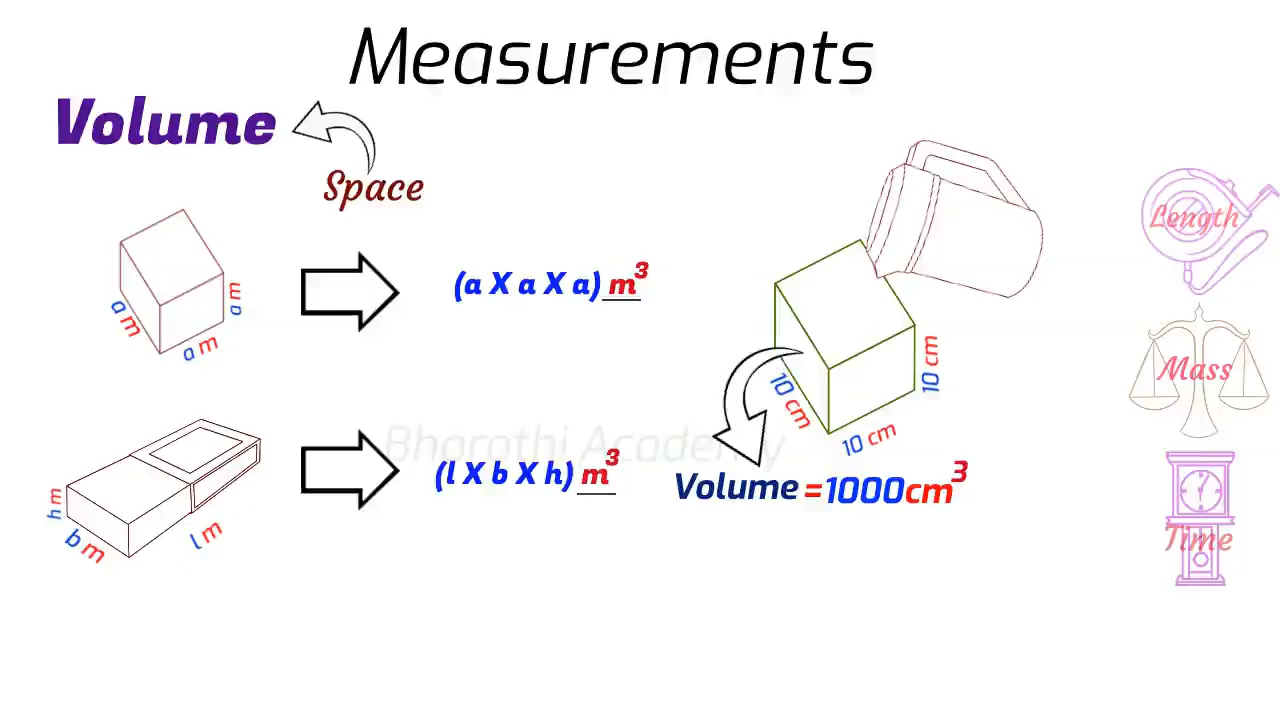 Measurements
Volume
Space
a m
a m
a m
(a X a X a) m³
h m
b m
l m
(l X b X h) m³
10 cm
10 cm
10 cm
Volume =1000cm³
Bharathi Academy
Length
Mass
Time